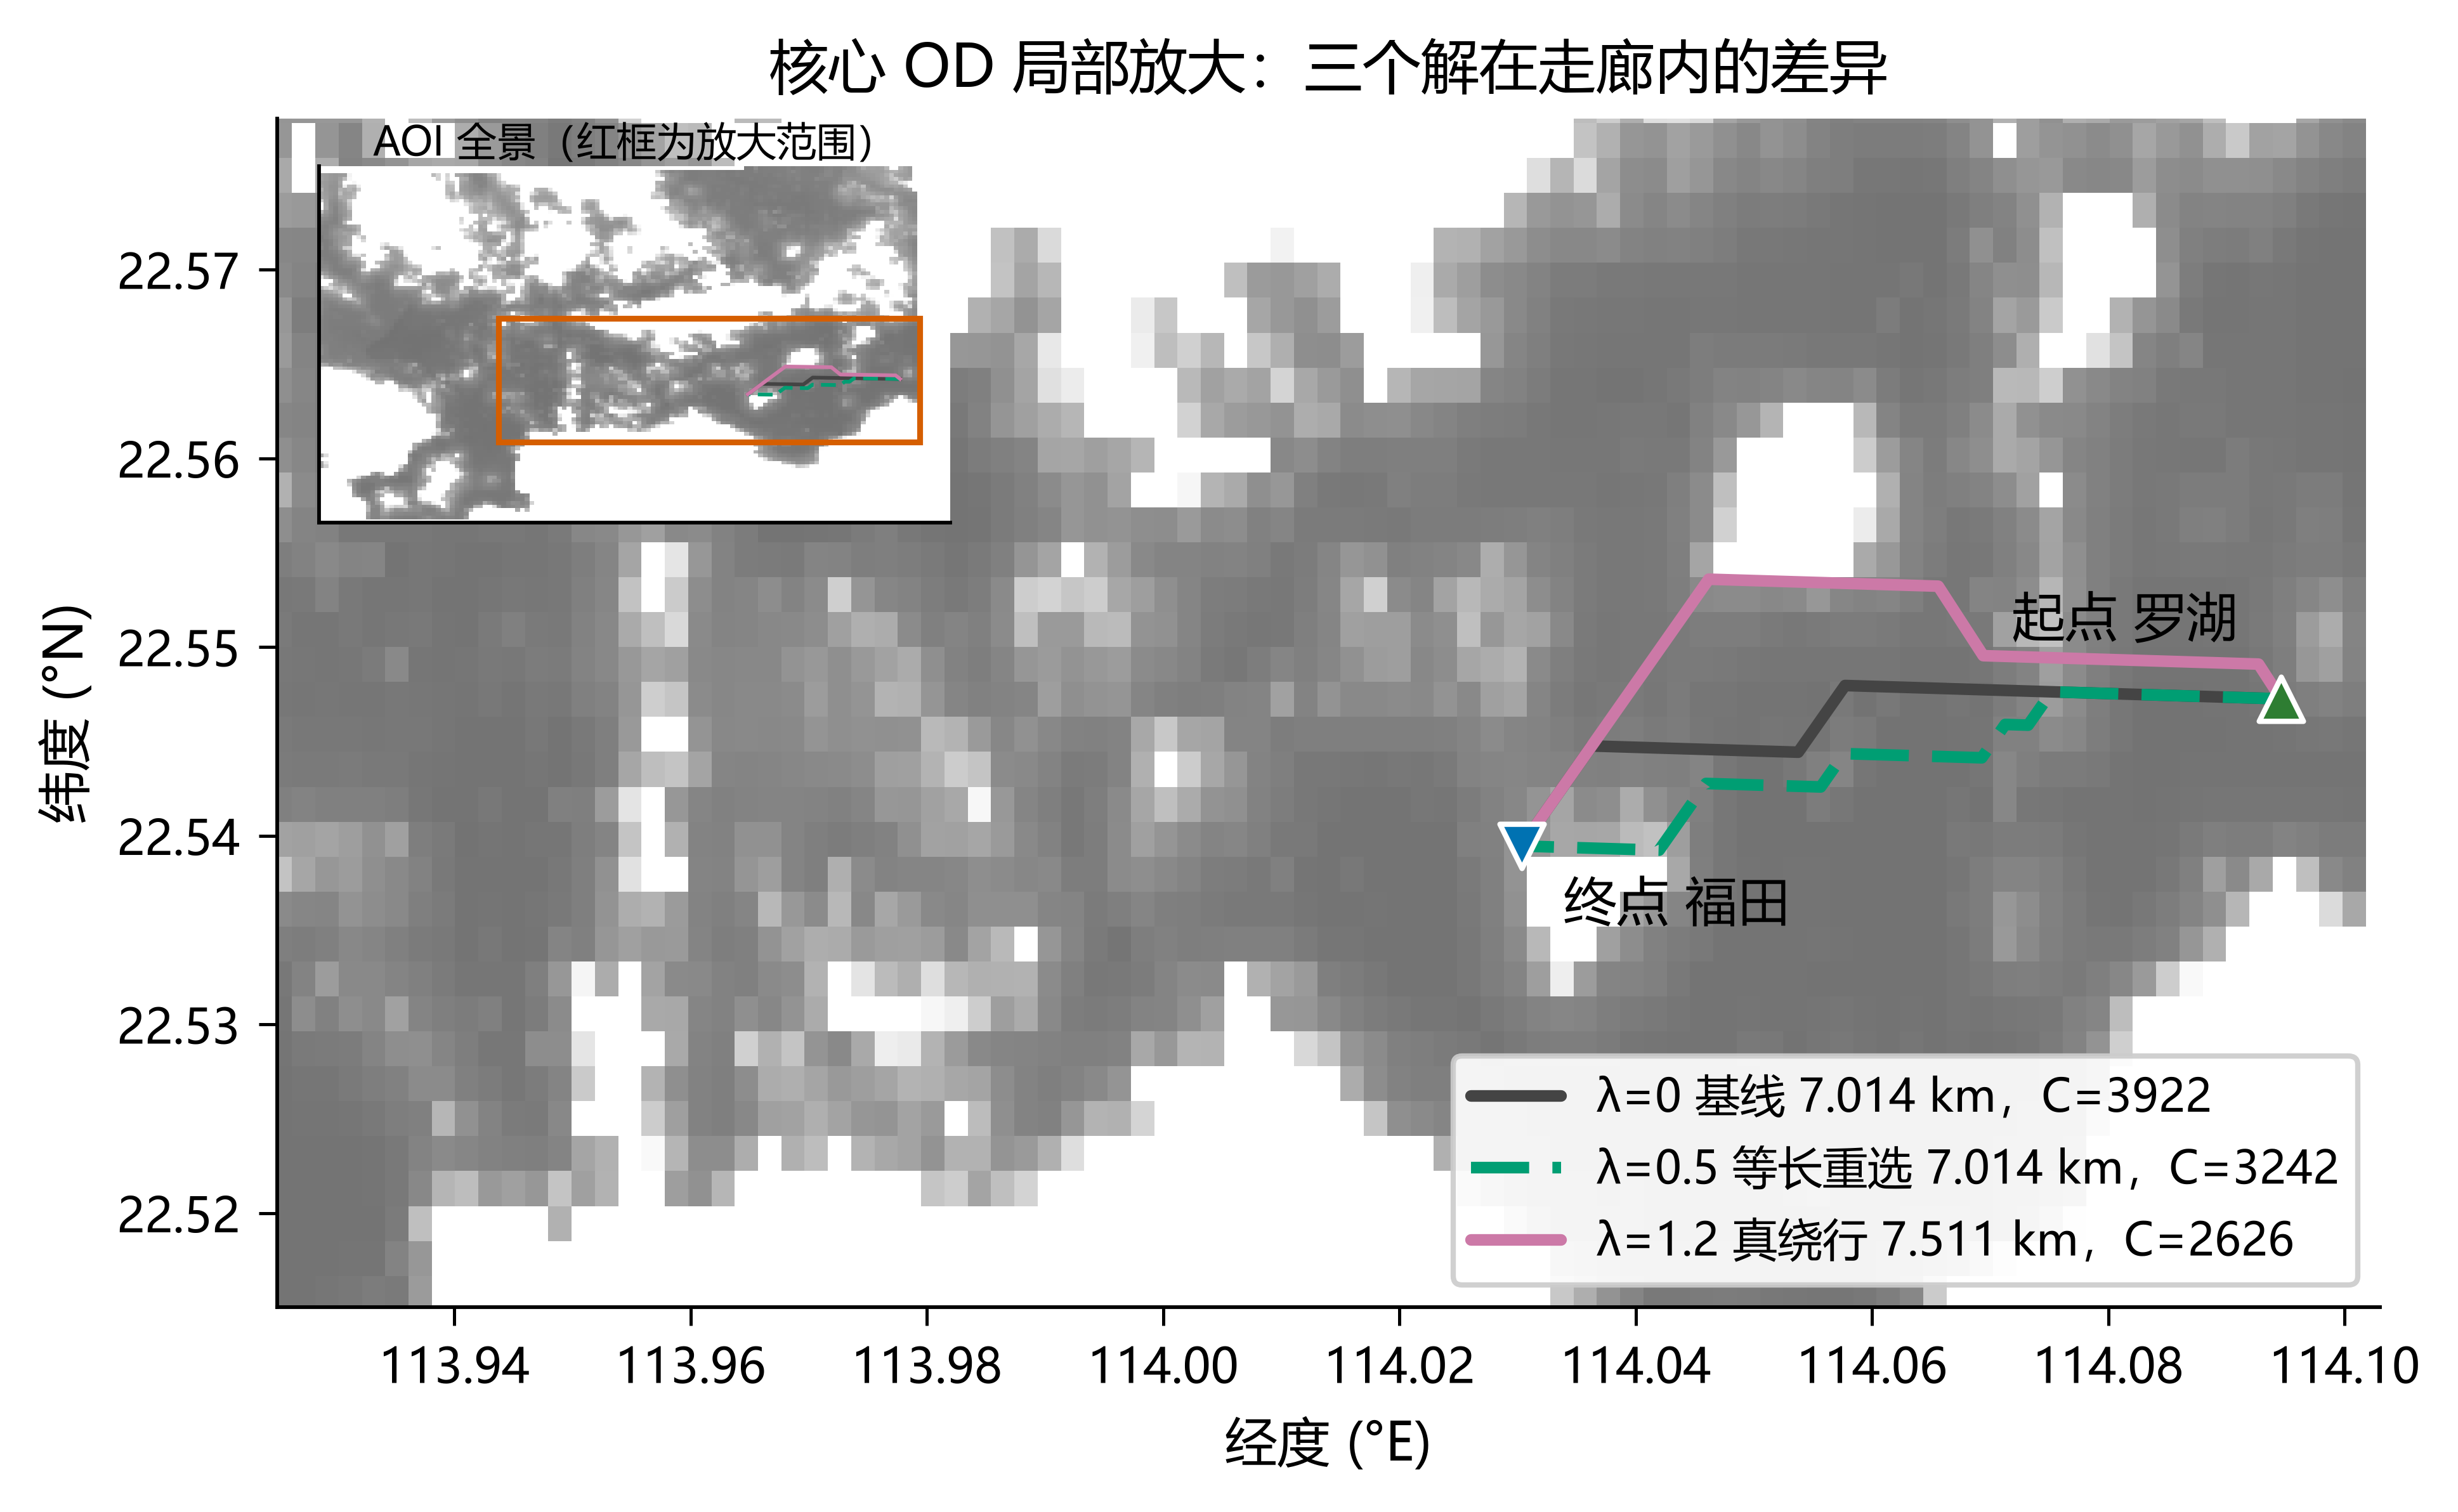 核心 OD 局部放大：三个解在走廊内的差异
AOI 全景（红框为放大范围）
22.57
22.56
22.55
22.54
22.53
22.52
纬度 (°N)
起点 罗湖
终点 福田
λ=0 基线 7.014 km，C=3922
λ=0.5 等长重选 7.014 km，C=3242
λ=1.2 真绕行 7.511 km，C=2626
113.94 113.96 113.98 114.00 114.02 114.04 114.06 114.08 114.10
经度 (°E)